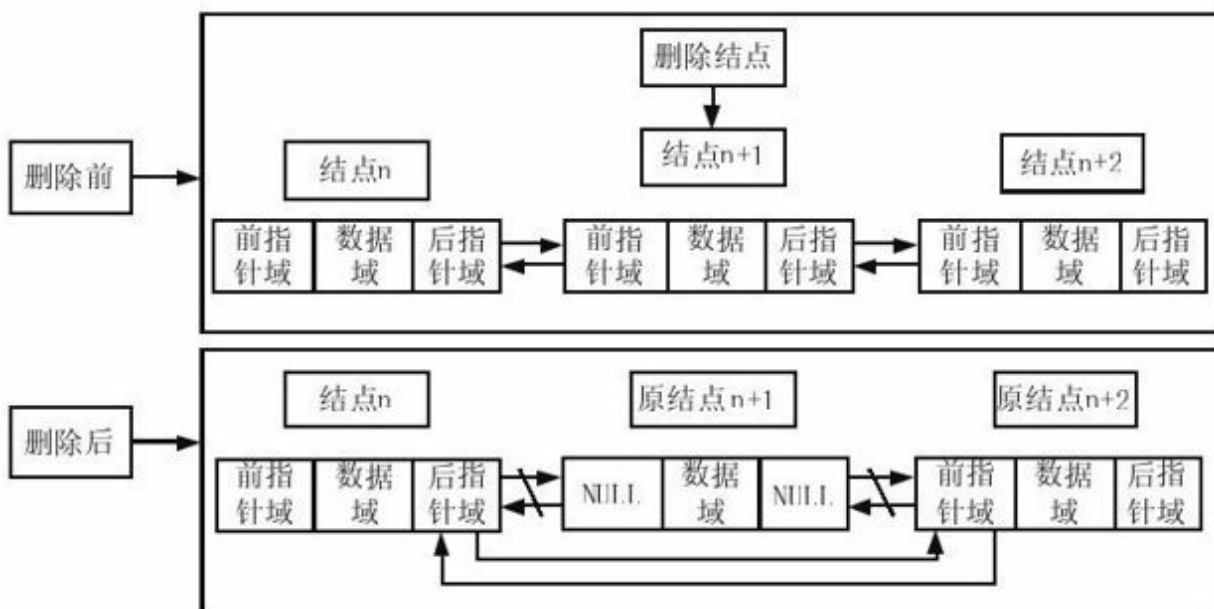 删除结点
删除前
结点n
结点n+1
结点n+2
前指针域 数据域 后指针域 前指针域 数据域 后指针域 前指针域 数据域 后指针域
删除后
结点n
原结点n+1
原结点n+2
前指针域 数据域 后指针域 NULL 数据域 NULL 前指针域 数据域 后指针域